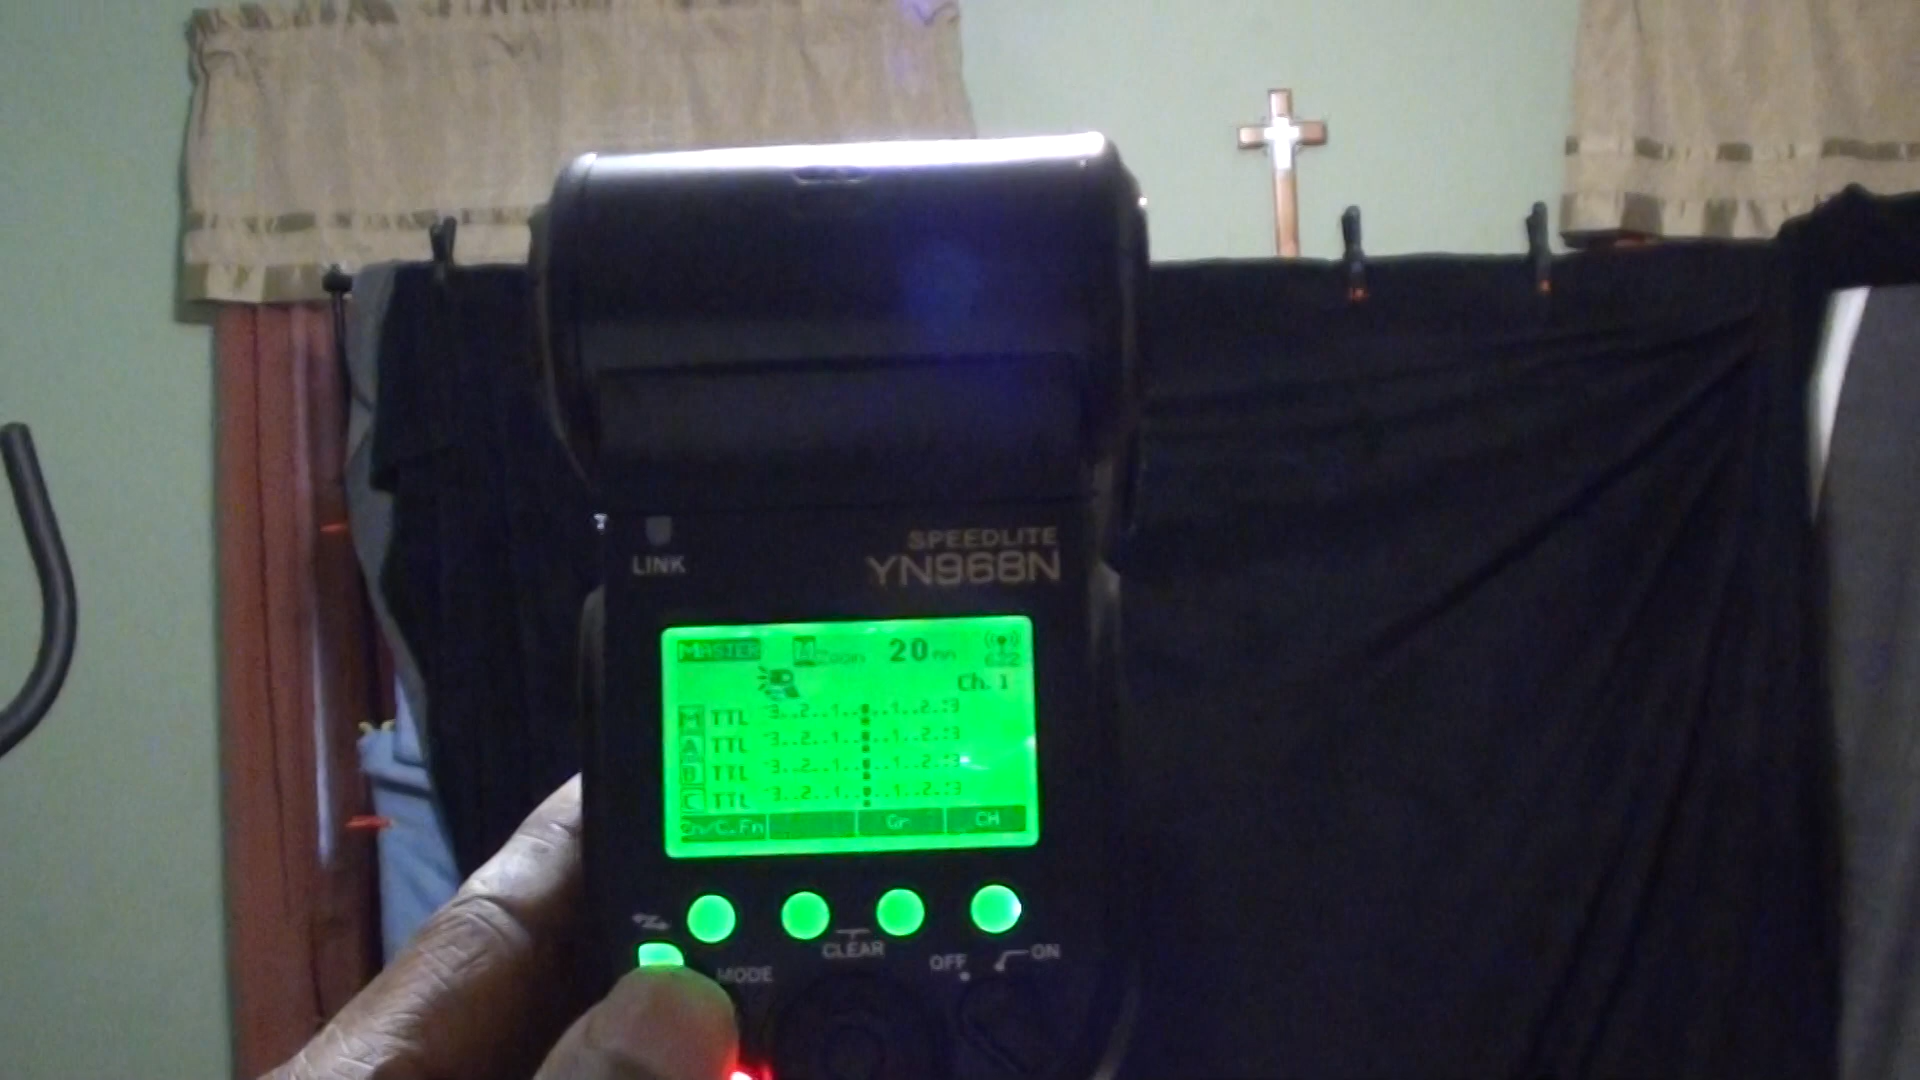 LINK
SPEEDLITE
YN968N
MASTER M zoom 20 mm 622
Ch. 1
M TTL -3..2..1..0..1..2..+3
A TTL -3..2..1..0..1..2..+3
B TTL -3..2..1..0..1..2..+3
C TTL -3..2..1..0..1..2..+3
Zm/C.Fn Gr CH
CLEAR
MODE
OFF ON